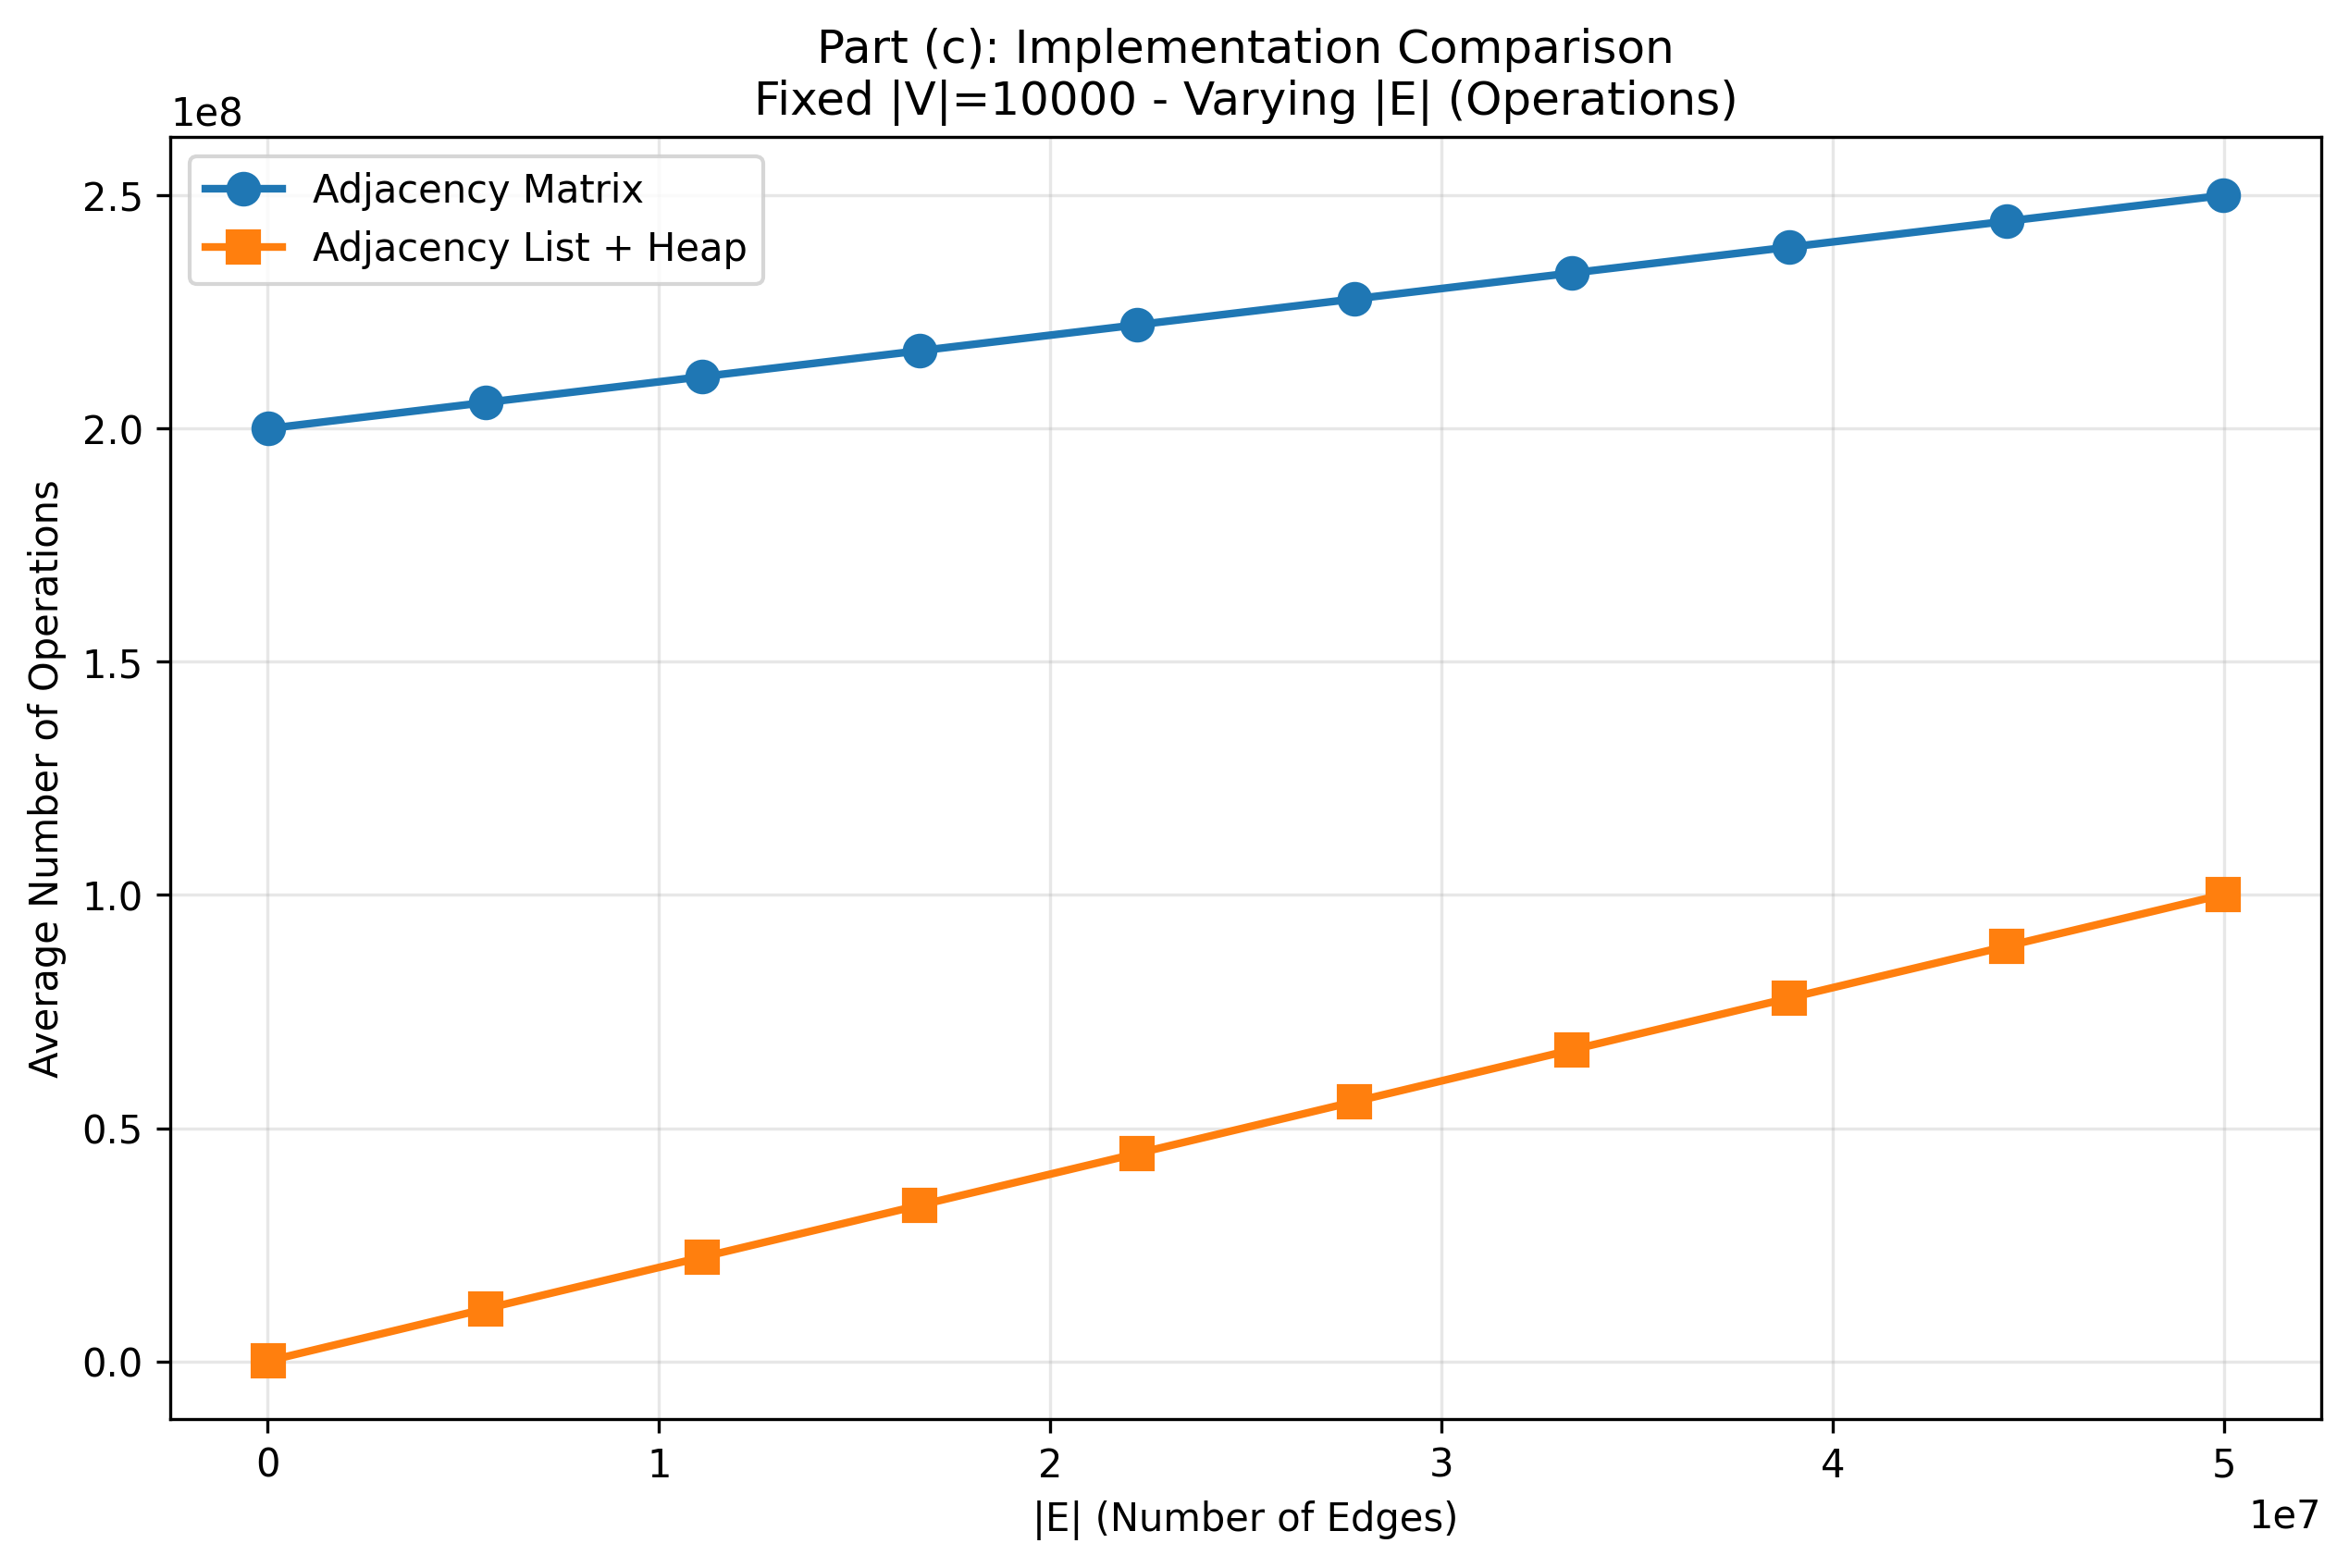 Part (c): Implementation Comparison
Fixed |V|=10000 - Varying |E| (Operations)
1e8
Adjacency Matrix
Adjacency List + Heap
Average Number of Operations
2.5
2.0
1.5
1.0
0.5
0.0
0 1 2 3 4 5
|E| (Number of Edges)
1e7